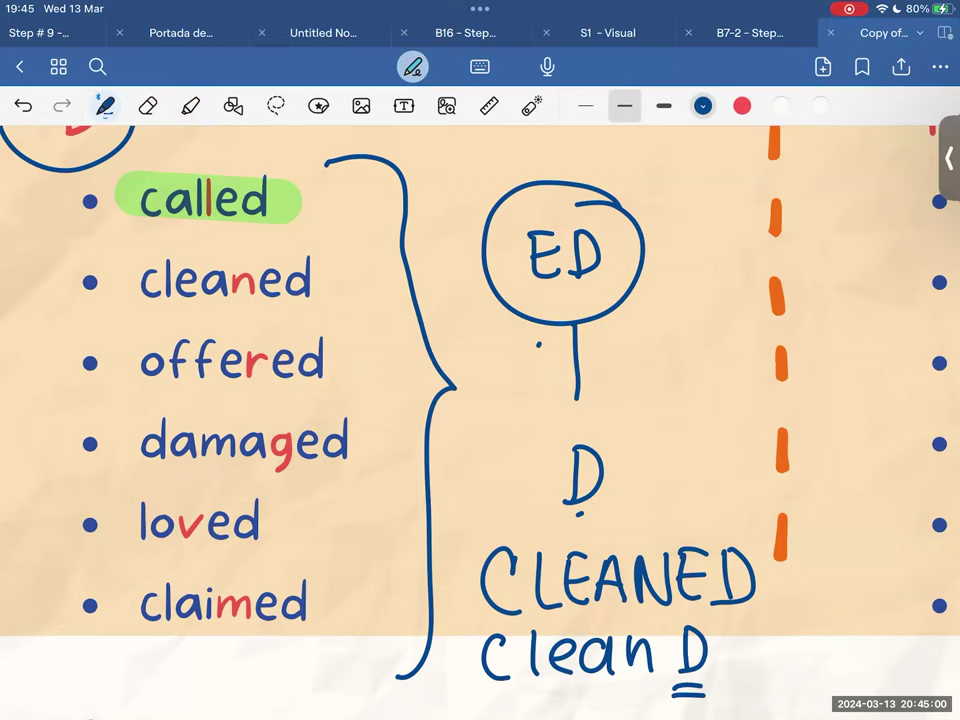 19:45 Wed 13 Mar
80%
Step # 9 –...
Portada de...
Untitled No...
B16 - Step...
S1 - Visual
B7-2 - Step...
Copy of...
called
cleaned
offered
damaged
loved
claimed
ED
D
CLEANED
Clean D
2024-03-13 20:45:00